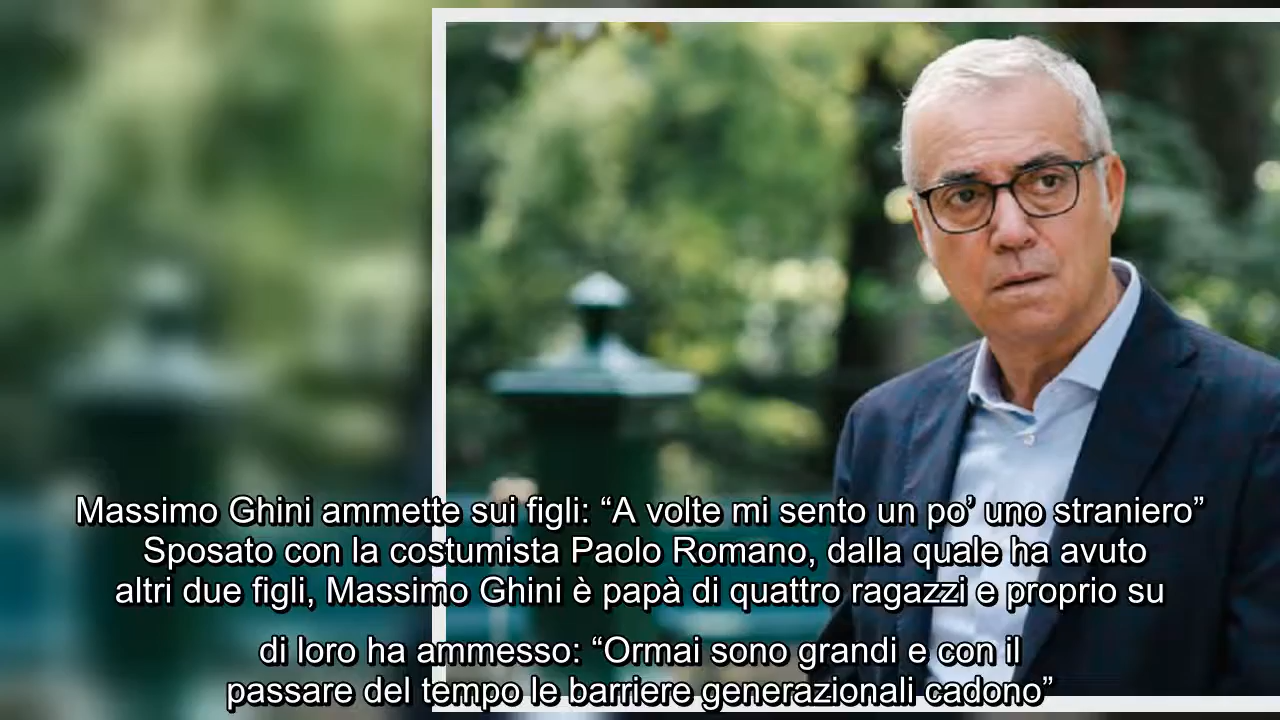 Massimo Ghini ammette sui figli: “A volte mi sento un po’ uno straniero”
Sposato con la costumista Paolo Romano, dalla quale ha avuto
altri due figli, Massimo Ghini è papà di quattro ragazzi e proprio su
di loro ha ammesso: “Ormai sono grandi e con il
passare del tempo le barriere generazionali cadono”